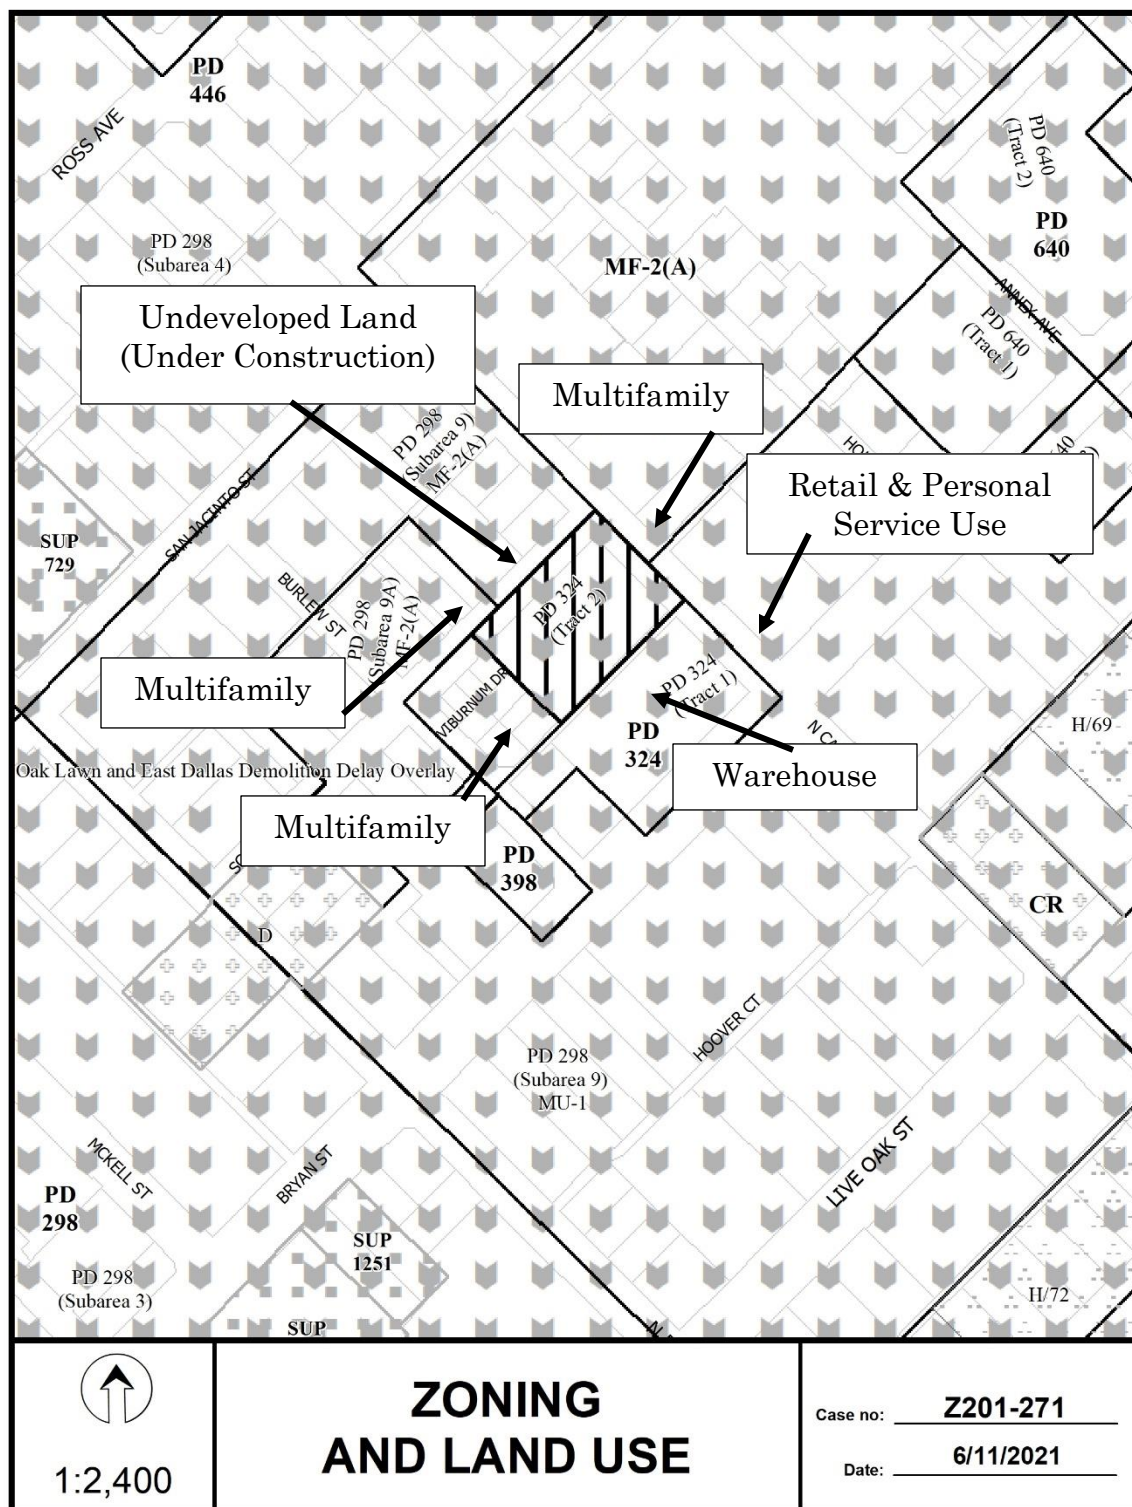 PD
446
ROSS AVE
PD 640
(Tract 2)
PD
640
PD 298
(Subarea 4)
MF-2(A)
ANNEX AVE
PD 640
(Tract 1)
Undeveloped Land
(Under Construction)
Multifamily
PD 298
Subarea 9)
MF-2(A)
Retail & Personal
Service Use
SAN JACINTO ST
SUP
729
BURLEW ST
PD 298
(Subarea 9A)
MF-2(A)
PD 324
(Tract 2)
Multifamily
VIBURNUM DR
PD 324
(Tract 1)
PD
324
H/69
Oak Lawn and East Dallas Demolition Delay Overlay
Warehouse
Multifamily
PD
398
CR
D
HOOVER CT
PD 298
(Subarea 9)
MU-1
LIVE OAK ST
MCKELL ST
BRYAN ST
PD
298
SUP
1251
PD 298
(Subarea 3)
H/72
SUP
1:2,400
ZONING
AND LAND USE
Case no: Z201-271
Date: 6/11/2021